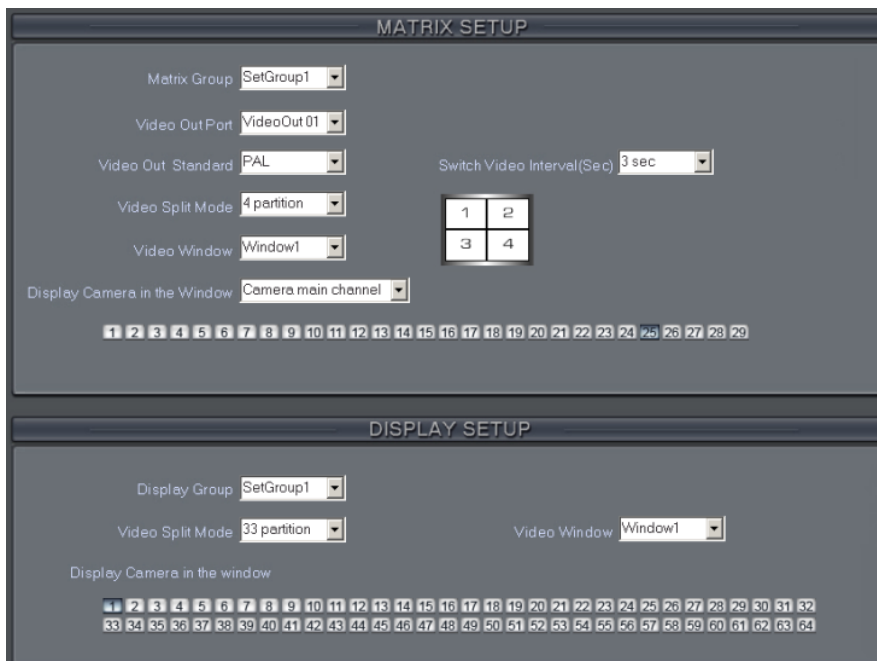 MATRIX SETUP
Matrix Group SetGroup1
Video Out Port VideoOut 01
Video Out Standard PAL Switch Video Interval(Sec) 3 sec
Video Split Mode 4 partition
1 2
3 4
Video Window Window1
Display Camera in the Window Camera main channel
1 2 3 4 5 6 7 8 9 10 11 12 13 14 15 16 17 18 19 20 21 22 23 24 25 26 27 28 29
DISPLAY SETUP
Display Group SetGroup1
Video Split Mode 33 partition Video Window Window1
Display Camera in the window
1 2 3 4 5 6 7 8 9 10 11 12 13 14 15 16 17 18 19 20 21 22 23 24 25 26 27 28 29 30 31 32
33 34 35 36 37 38 39 40 41 42 43 44 45 46 47 48 49 50 51 52 53 54 55 56 57 58 59 60 61 62 63 64